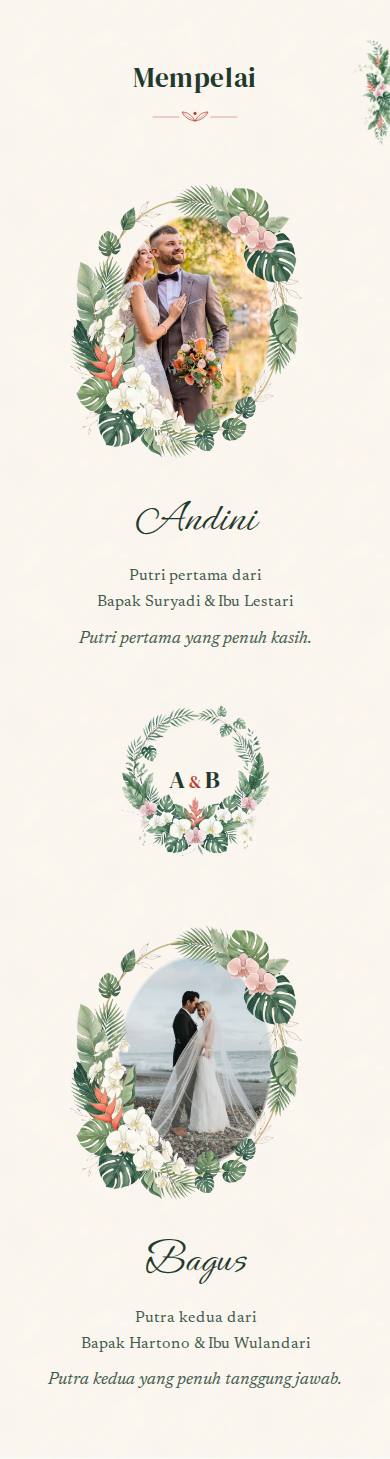 Mempelai
Andini
Putri pertama dari
Bapak Suryadi & Ibu Lestari
Putri pertama yang penuh kasih.
A & B
Bagus
Putra kedua dari
Bapak Hartono & Ibu Wulandari
Putra kedua yang penuh tanggung jawab.